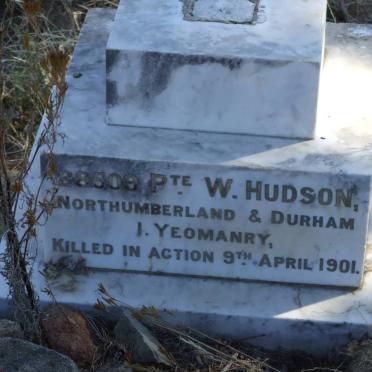 Pte W. Hudson,
Northumberland & Durham
I. Yeomanry,
Killed in action 9th April 1901.